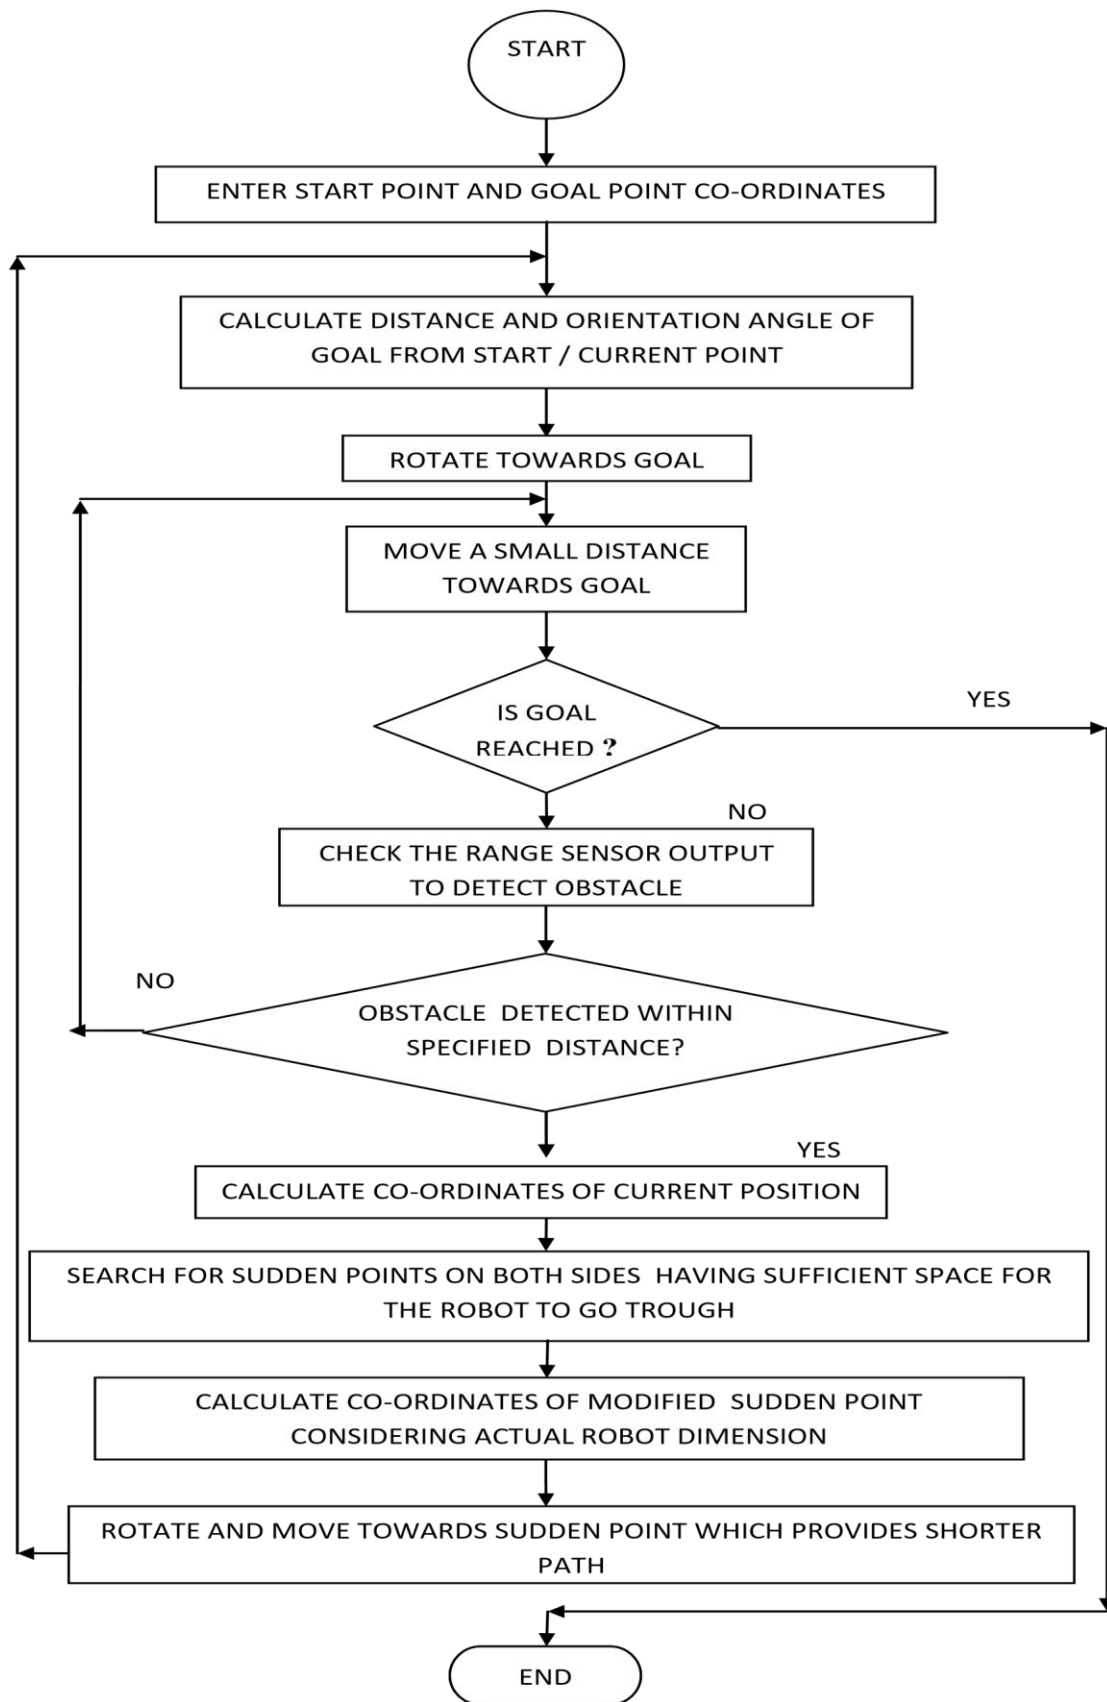 START
ENTER START POINT AND GOAL POINT CO-ORDINATES
CALCULATE DISTANCE AND ORIENTATION ANGLE OF
GOAL FROM START / CURRENT POINT
ROTATE TOWARDS GOAL
MOVE A SMALL DISTANCE
TOWARDS GOAL
IS GOAL
REACHED ?
YES
NO
CHECK THE RANGE SENSOR OUTPUT
TO DETECT OBSTACLE
NO
OBSTACLE DETECTED WITHIN
SPECIFIED DISTANCE?
YES
CALCULATE CO-ORDINATES OF CURRENT POSITION
SEARCH FOR SUDDEN POINTS ON BOTH SIDES HAVING SUFFICIENT SPACE FOR
THE ROBOT TO GO TROUGH
CALCULATE CO-ORDINATES OF MODIFIED SUDDEN POINT
CONSIDERING ACTUAL ROBOT DIMENSION
ROTATE AND MOVE TOWARDS SUDDEN POINT WHICH PROVIDES SHORTER
PATH
END